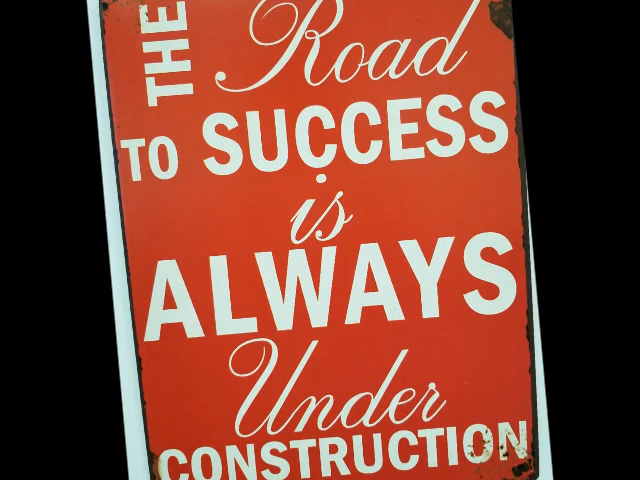 THE Road
TO SUCCESS
is
ALWAYS
Under
CONSTRUCTION